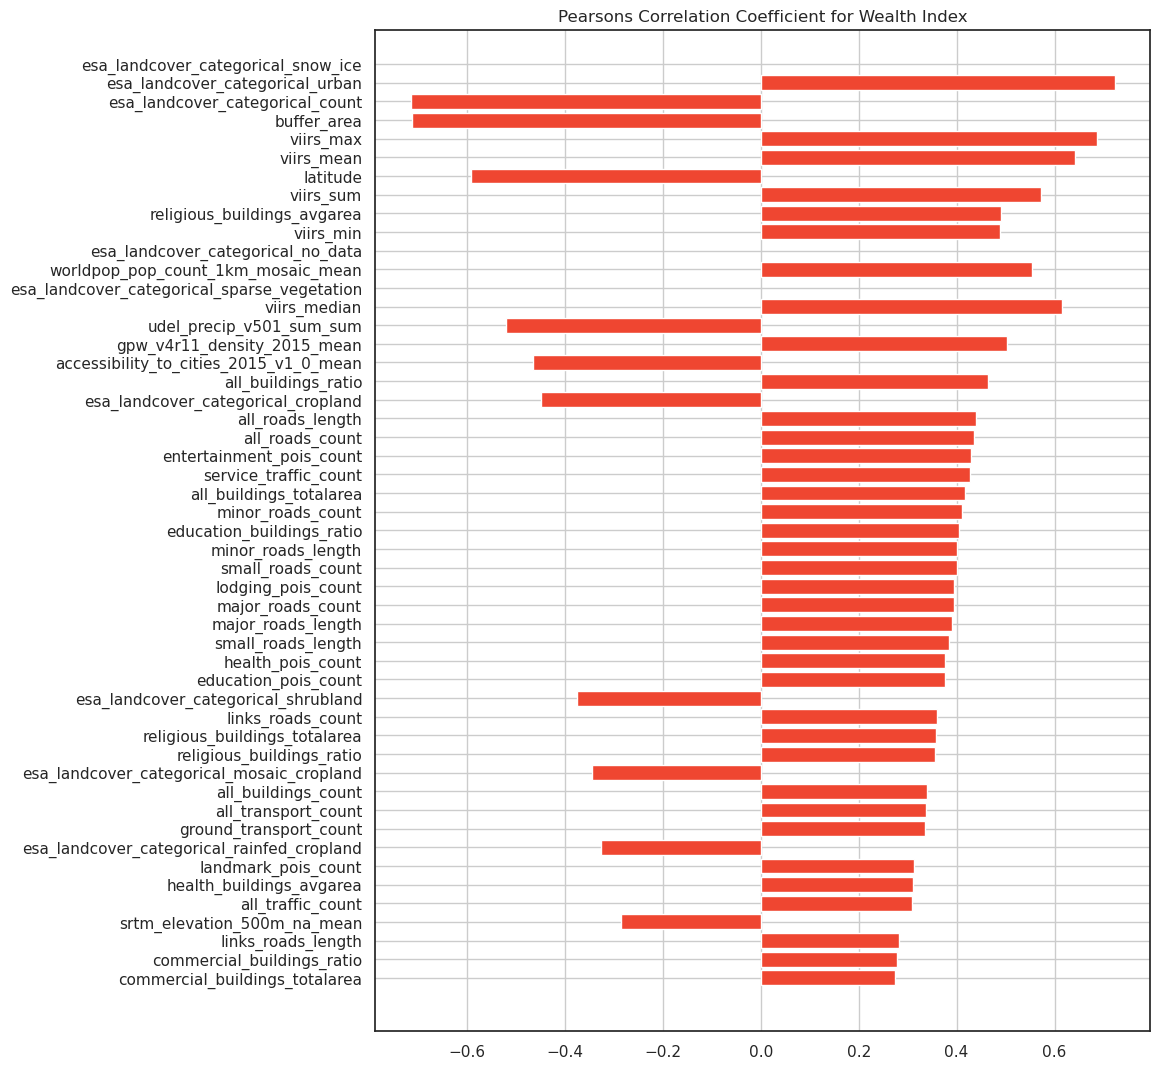 Pearsons Correlation Coefficient for Wealth Index
esa_landcover_categorical_snow_ice
esa_landcover_categorical_urban
esa_landcover_categorical_count
buffer_area
viirs_max
viirs_mean
latitude
viirs_sum
religious_buildings_avgarea
viirs_min
esa_landcover_categorical_no_data
worldpop_pop_count_1km_mosaic_mean
esa_landcover_categorical_sparse_vegetation
viirs_median
udel_precip_v501_sum_sum
gpw_v4r11_density_2015_mean
accessibility_to_cities_2015_v1_0_mean
all_buildings_ratio
esa_landcover_categorical_cropland
all_roads_length
all_roads_count
entertainment_pois_count
service_traffic_count
all_buildings_totalarea
minor_roads_count
education_buildings_ratio
minor_roads_length
small_roads_count
lodging_pois_count
major_roads_count
major_roads_length
small_roads_length
health_pois_count
education_pois_count
esa_landcover_categorical_shrubland
links_roads_count
religious_buildings_totalarea
religious_buildings_ratio
esa_landcover_categorical_mosaic_cropland
all_buildings_count
all_transport_count
ground_transport_count
esa_landcover_categorical_rainfed_cropland
landmark_pois_count
health_buildings_avgarea
all_traffic_count
srtm_elevation_500m_na_mean
links_roads_length
commercial_buildings_ratio
commercial_buildings_totalarea
−0.6 −0.4 −0.2 0.0 0.2 0.4 0.6